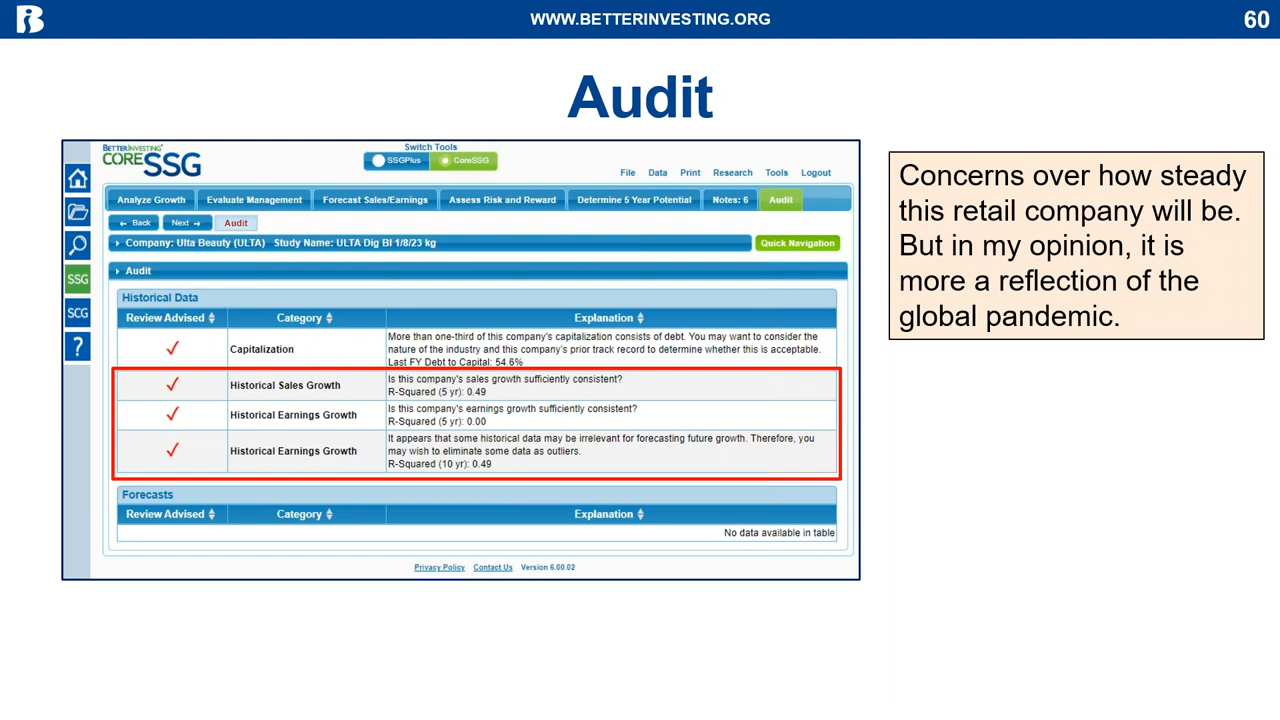 WWW.BETTERINVESTING.ORG
60
Audit
BETTERINVESTING
CORESSG
Switch Tools
SSGPlus CoreSSG
File Data Print Research Tools Logout
Analyze Growth Evaluate Management Forecast Sales/Earnings Assess Risk and Reward Determine 5 Year Potential Notes: 6 Audit
← Back Next → Audit
Company: Ulta Beauty (ULTA) Study Name: ULTA Dig BI 1/8/23 kg
Quick Navigation
SSG
SCG
?
Audit
Historical Data
Review Advised Category Explanation
Capitalization
More than one-third of this company's capitalization consists of debt. You may want to consider the
nature of the industry and this company's prior track record to determine whether this is acceptable.
Last FY Debt to Capital: 54.6%
Historical Sales Growth
Is this company's sales growth sufficiently consistent?
R-Squared (5 yr): 0.49
Historical Earnings Growth
Is this company's earnings growth sufficiently consistent?
R-Squared (5 yr): 0.00
Historical Earnings Growth
It appears that some historical data may be irrelevant for forecasting future growth. Therefore, you
may wish to eliminate some data as outliers.
R-Squared (10 yr): 0.49
Forecasts
Review Advised Category Explanation
No data available in table
Privacy Policy Contact Us Version 6.00.02
Concerns over how steady
this retail company will be.
But in my opinion, it is
more a reflection of the
global pandemic.